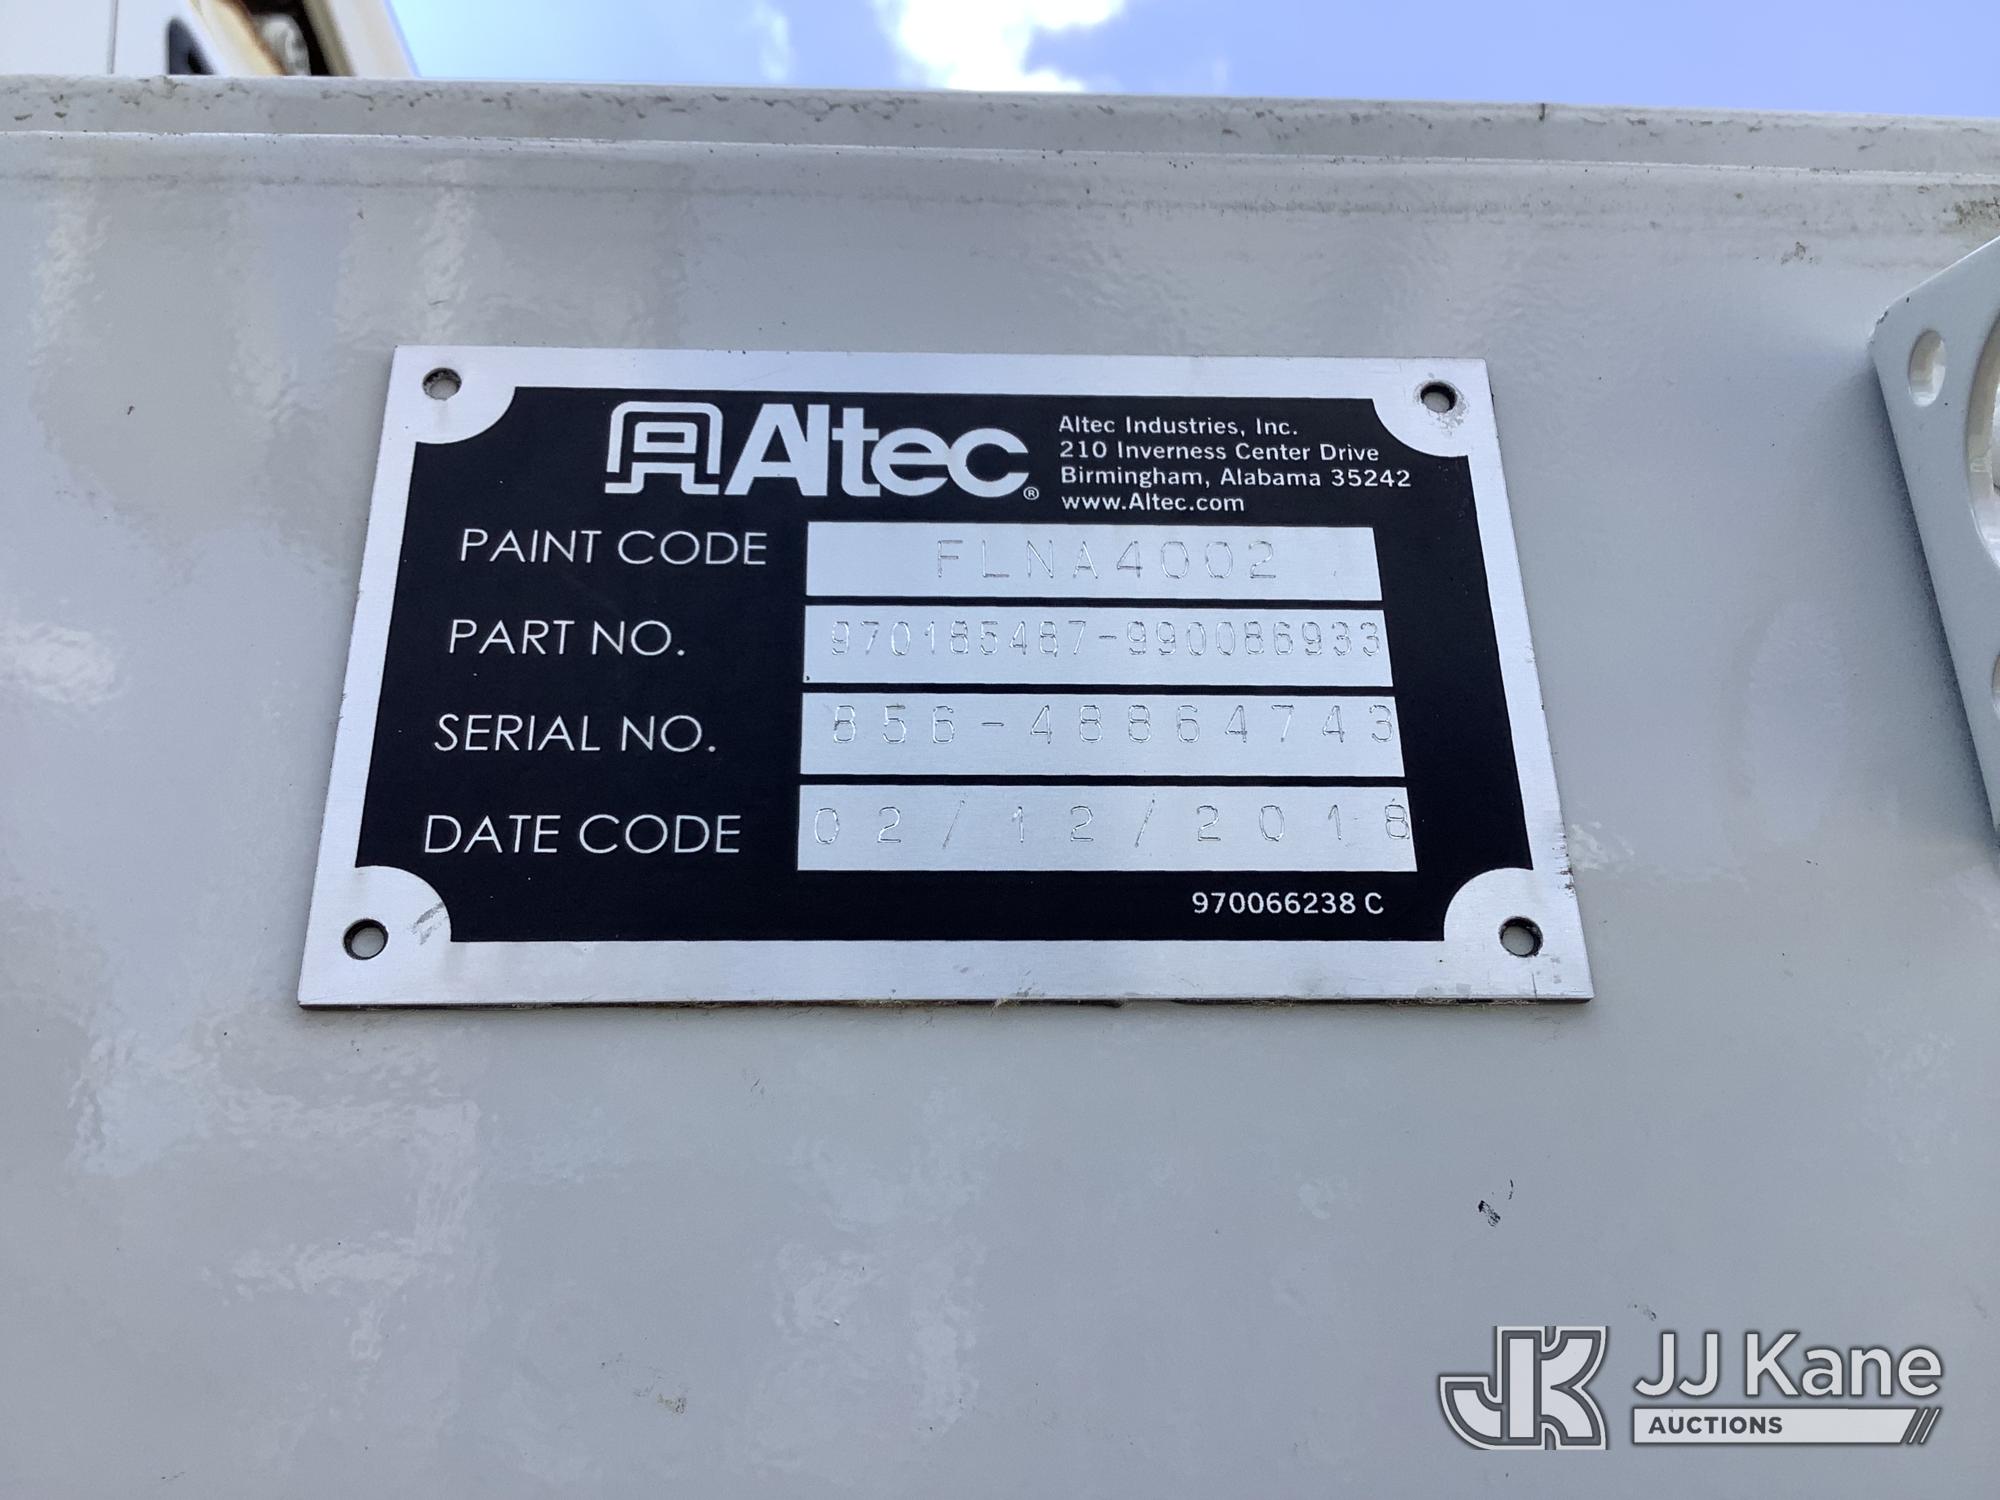 Altec®
Altec Industries, Inc.
210 Inverness Center Drive
Birmingham, Alabama 35242
www.Altec.com
PAINT CODE FLNA4002
PART NO. 970185487-990086933
SERIAL NO. 856-48864743
DATE CODE 02/12/2018
970066238 C
JK JJ Kane
AUCTIONS